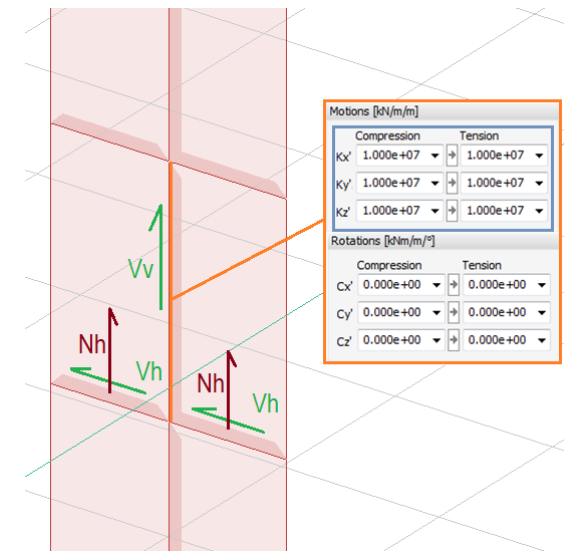 Motions [kN/m/m]
Compression Tension
Kx' 1.000e+07 1.000e+07
Ky' 1.000e+07 1.000e+07
Kz' 1.000e+07 1.000e+07
Rotations [kNm/m/°]
Compression Tension
Cx' 0.000e+00 0.000e+00
Cy' 0.000e+00 0.000e+00
Cz' 0.000e+00 0.000e+00
Vv
Nh Vh
Nh Vh